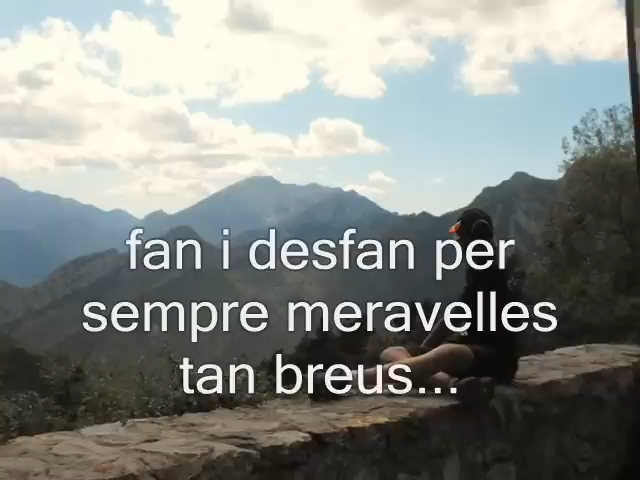 fan i desfan per
sempre meravelles
tan breus...